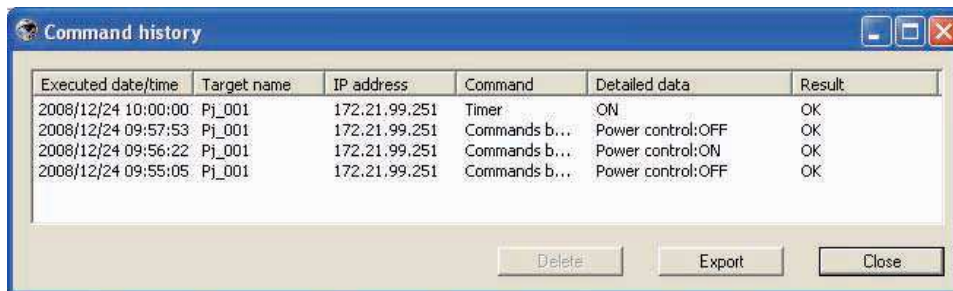 Command history
Executed date/time Target name IP address Command Detailed data Result
2008/12/24 10:00:00 Pj_001 172.21.99.251 Timer ON OK
2008/12/24 09:57:53 Pj_001 172.21.99.251 Commands b... Power control:OFF OK
2008/12/24 09:56:22 Pj_001 172.21.99.251 Commands b... Power control:ON OK
2008/12/24 09:55:05 Pj_001 172.21.99.251 Commands b... Power control:OFF OK
Delete Export Close